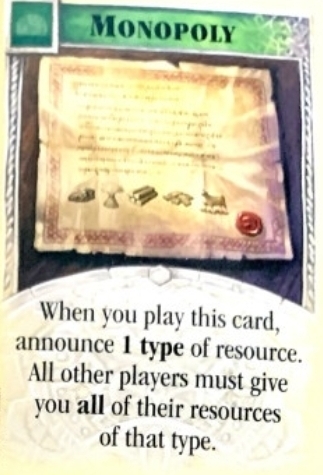 MONOPOLY
When you play this card,
announce 1 type of resource.
All other players must give
you all of their resources
of that type.